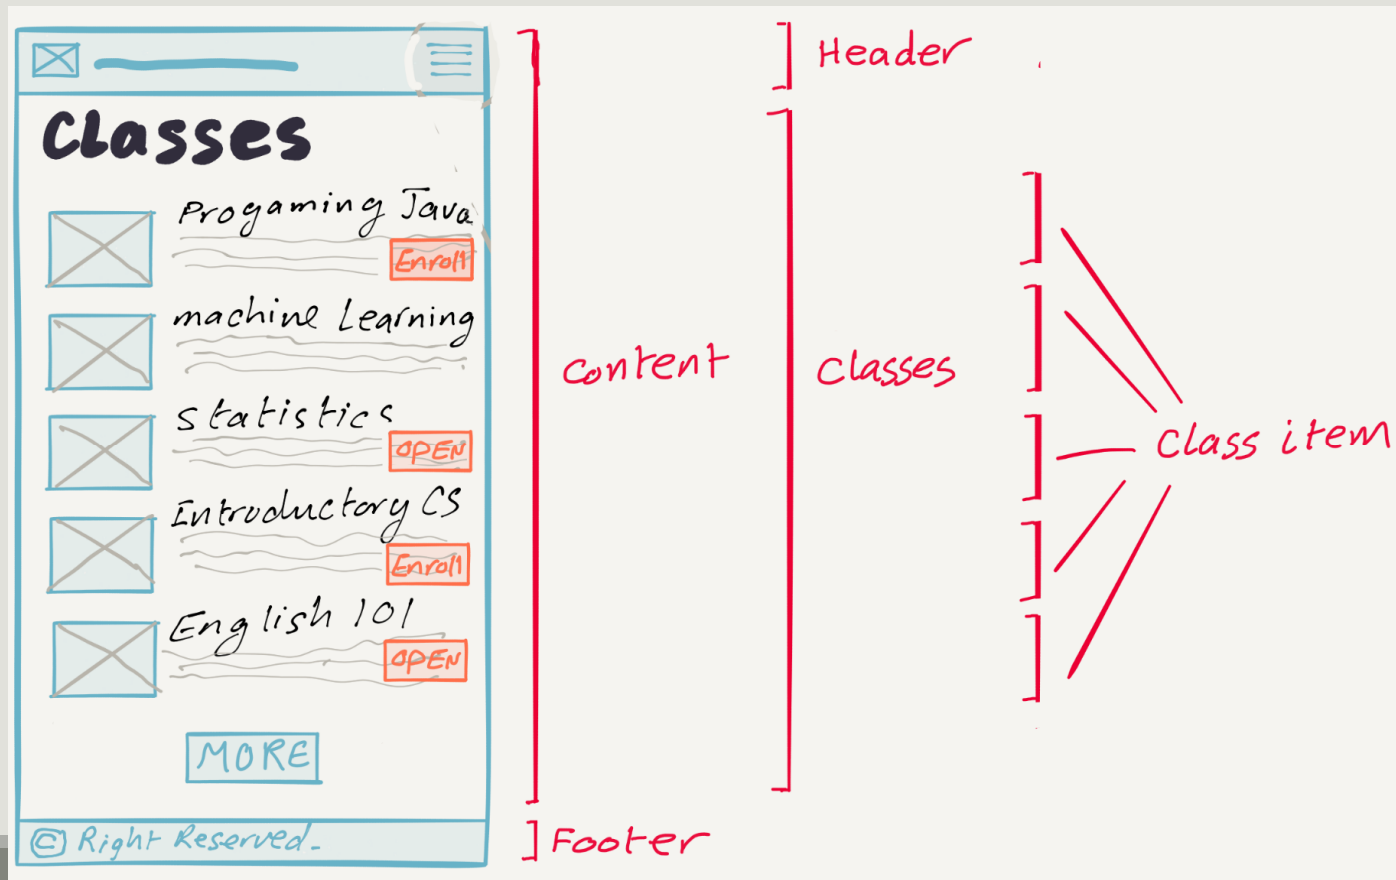 Classes
Progaming Java
Enroll
machine Learning
Statistics
OPEN
Introductory CS
Enroll
English 101
OPEN
MORE
© Right Reserved.
Header
Content
Classes
Class item
Footer